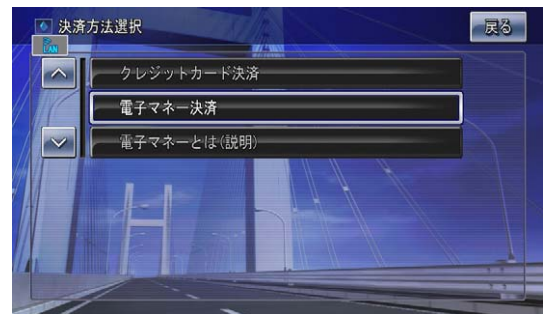 決済方法選択
戻る
LAN
クレジットカード決済
電子マネー決済
電子マネーとは(説明)